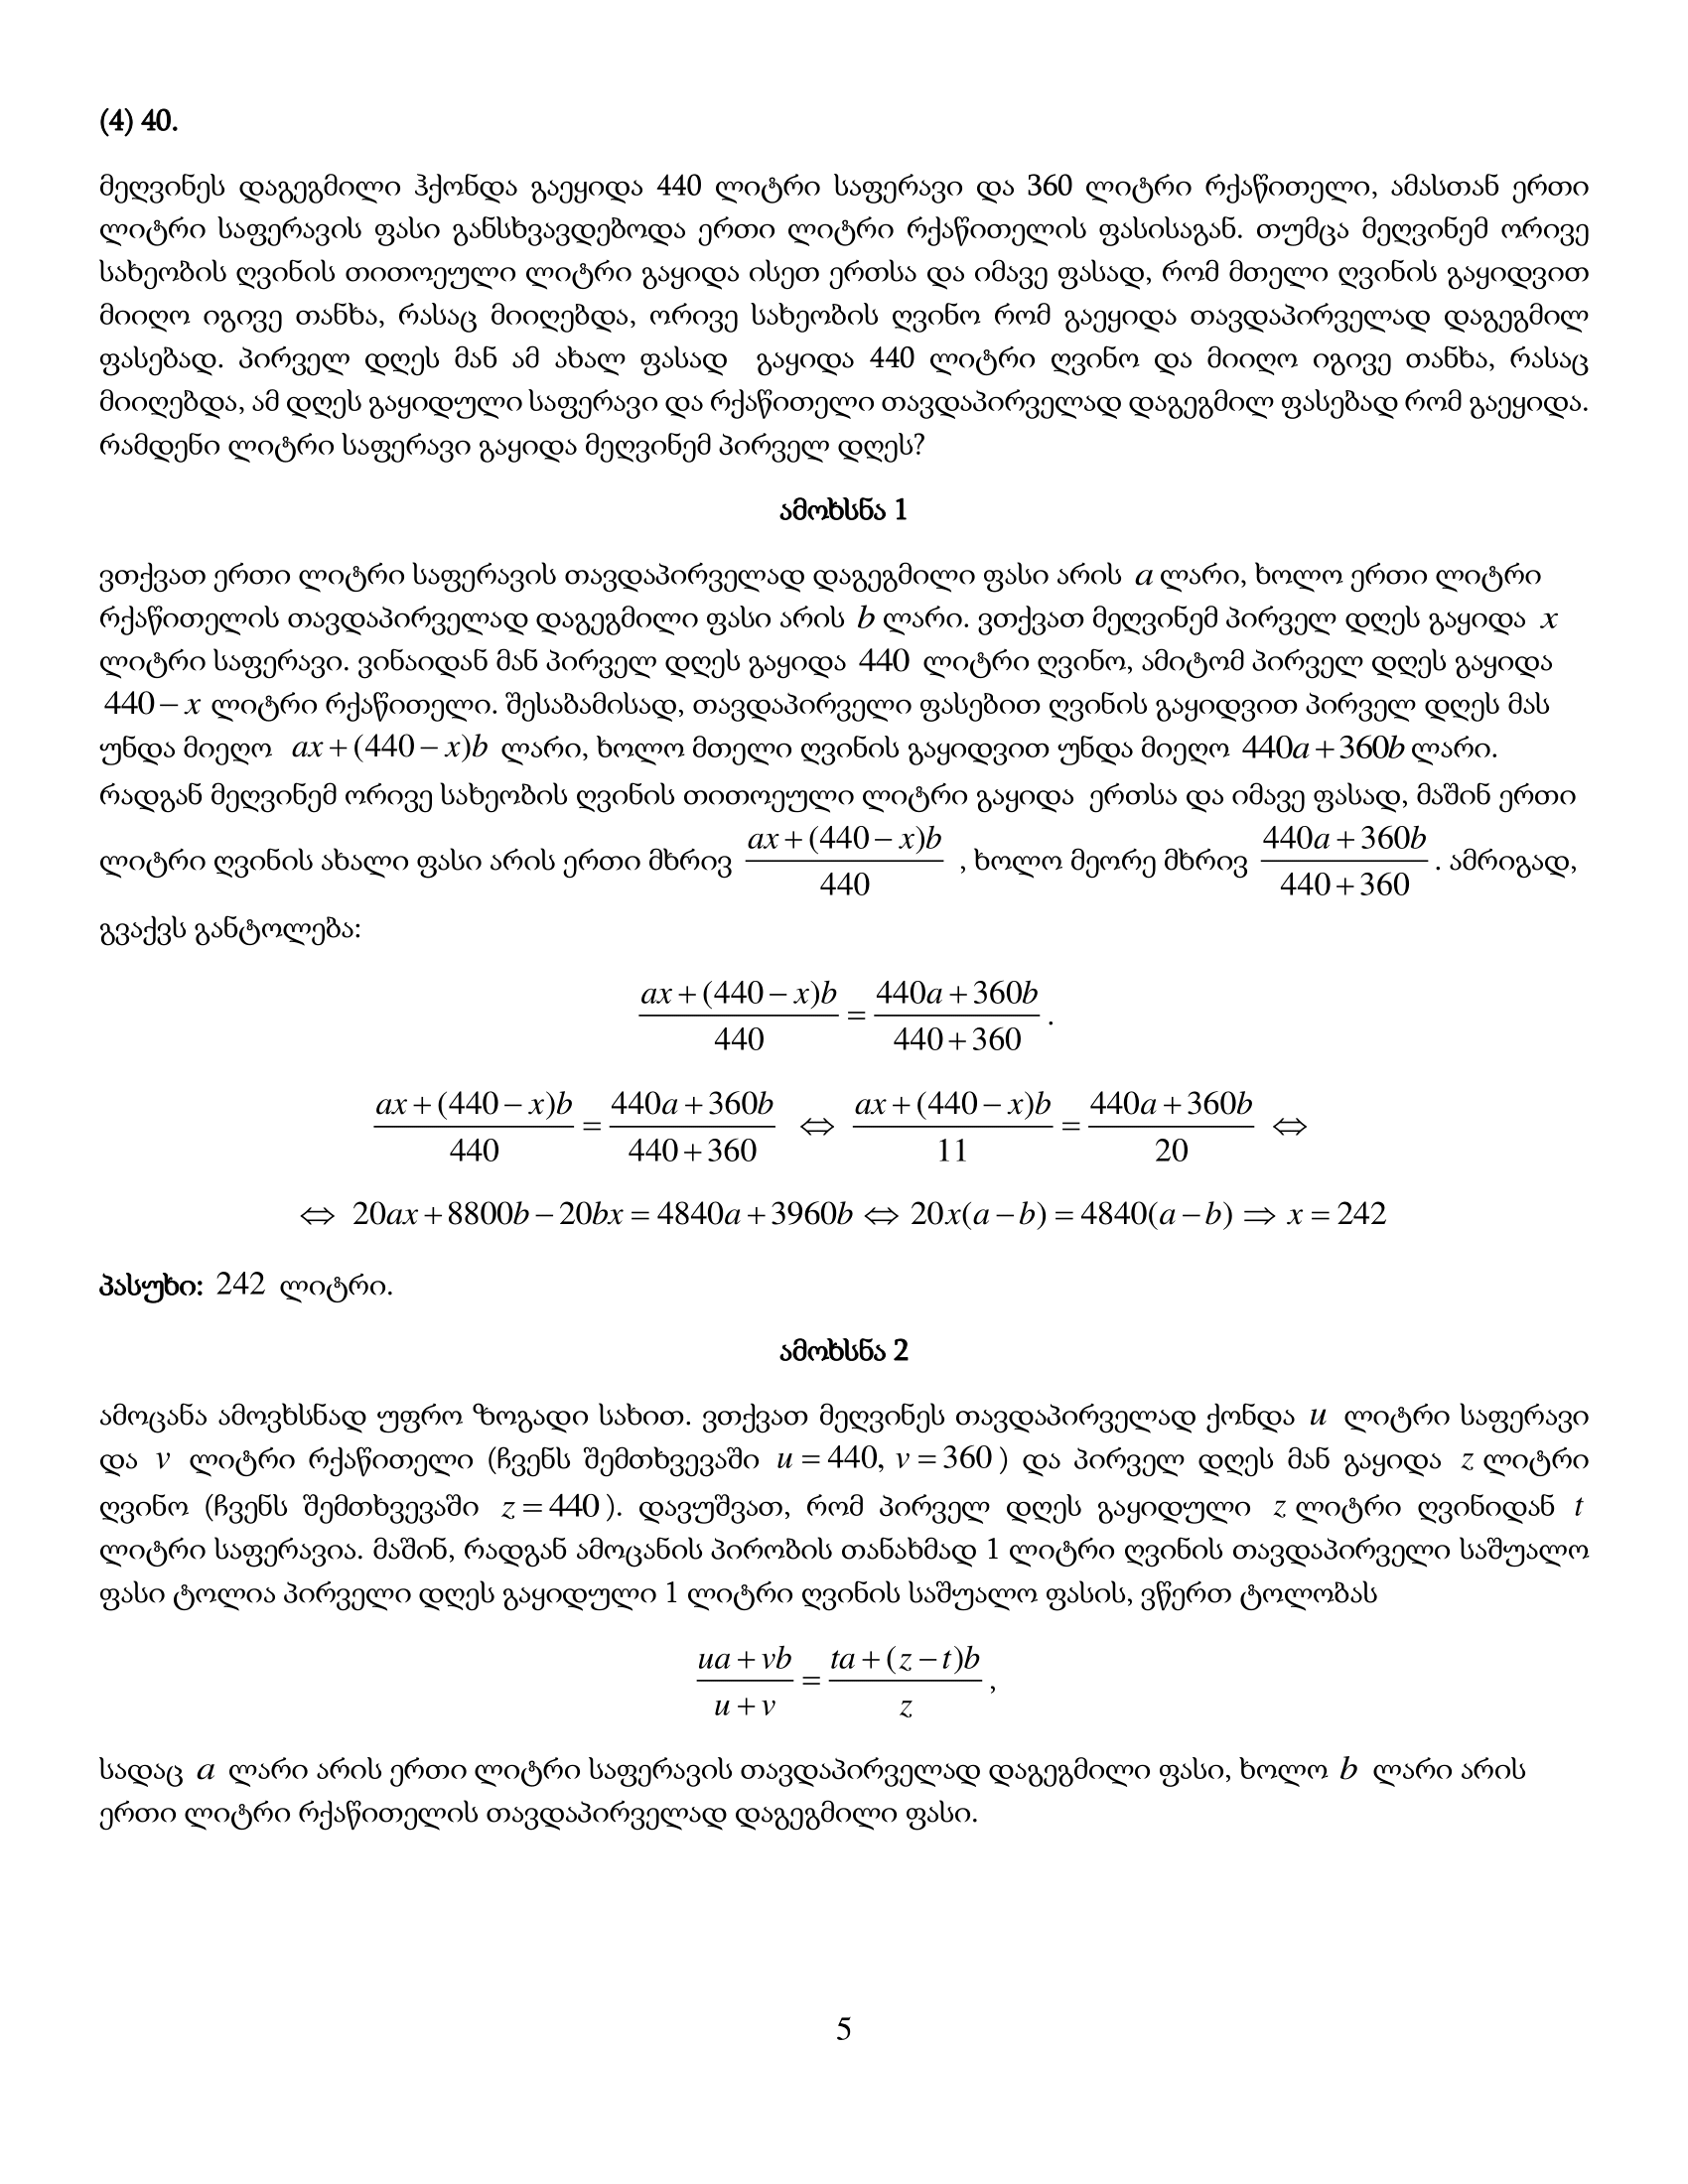 (4) 40.
მეღვინეს დაგეგმილი ჰქონდა გაეყიდა 440 ლიტრი საფერავი და 360 ლიტრი რქაწითელი, ამასთან ერთი
ლიტრი საფერავის ფასი განსხვავდებოდა ერთი ლიტრი რქაწითელის ფასისაგან. თუმცა მეღვინემ ორივე
სახეობის ღვინის თითოეული ლიტრი გაყიდა ისეთ ერთსა და იმავე ფასად, რომ მთელი ღვინის გაყიდვით
მიიღო იგივე თანხა, რასაც მიიღებდა, ორივე სახეობის ღვინო რომ გაეყიდა თავდაპირველად დაგეგმილ
ფასებად. პირველ დღეს მან ამ ახალ ფასად გაყიდა 440 ლიტრი ღვინო და მიიღო იგივე თანხა, რასაც
მიიღებდა, ამ დღეს გაყიდული საფერავი და რქაწითელი თავდაპირველად დაგეგმილ ფასებად რომ გაეყიდა.
რამდენი ლიტრი საფერავი გაყიდა მეღვინემ პირველ დღეს?
ამოხსნა 1
ვთქვათ ერთი ლიტრი საფერავის თავდაპირველად დაგეგმილი ფასი არის a ლარი, ხოლო ერთი ლიტრი
რქაწითელის თავდაპირველად დაგეგმილი ფასი არის b ლარი. ვთქვათ მეღვინემ პირველ დღეს გაყიდა x
ლიტრი საფერავი. ვინაიდან მან პირველ დღეს გაყიდა 440 ლიტრი ღვინო, ამიტომ პირველ დღეს გაყიდა
440 − x ლიტრი რქაწითელი. შესაბამისად, თავდაპირველი ფასებით ღვინის გაყიდვით პირველ დღეს მას
უნდა მიეღო ax + (440 − x)b ლარი, ხოლო მთელი ღვინის გაყიდვით უნდა მიეღო 440a + 360b ლარი.
რადგან მეღვინემ ორივე სახეობის ღვინის თითოეული ლიტრი გაყიდა ერთსა და იმავე ფასად, მაშინ ერთი
ლიტრი ღვინის ახალი ფასი არის ერთი მხრივ (ax + (440 − x)b)/440 , ხოლო მეორე მხრივ (440a + 360b)/(440 + 360). ამრიგად,
გვაქვს განტოლება:
(ax + (440 − x)b)/440 = (440a + 360b)/(440 + 360).
(ax + (440 − x)b)/440 = (440a + 360b)/(440 + 360) ⇔ (ax + (440 − x)b)/11 = (440a + 360b)/20 ⇔
⇔ 20ax + 8800b − 20bx = 4840a + 3960b ⇔ 20x(a − b) = 4840(a − b) ⇒ x = 242
პასუხი: 242 ლიტრი.
ამოხსნა 2
ამოცანა ამოვხსნად უფრო ზოგადი სახით. ვთქვათ მეღვინეს თავდაპირველად ქონდა u ლიტრი საფერავი
და v ლიტრი რქაწითელი (ჩვენს შემთხვევაში u = 440, v = 360 ) და პირველ დღეს მან გაყიდა z ლიტრი
ღვინო (ჩვენს შემთხვევაში z = 440 ). დავუშვათ, რომ პირველ დღეს გაყიდული z ლიტრი ღვინიდან t
ლიტრი საფერავია. მაშინ, რადგან ამოცანის პირობის თანახმად 1 ლიტრი ღვინის თავდაპირველი საშუალო
ფასი ტოლია პირველი დღეს გაყიდული 1 ლიტრი ღვინის საშუალო ფასის, ვწერთ ტოლობას
(ua + vb)/(u + v) = (ta + (z − t)b)/z,
სადაც a ლარი არის ერთი ლიტრი საფერავის თავდაპირველად დაგეგმილი ფასი, ხოლო b ლარი არის
ერთი ლიტრი რქაწითელის თავდაპირველად დაგეგმილი ფასი.
5